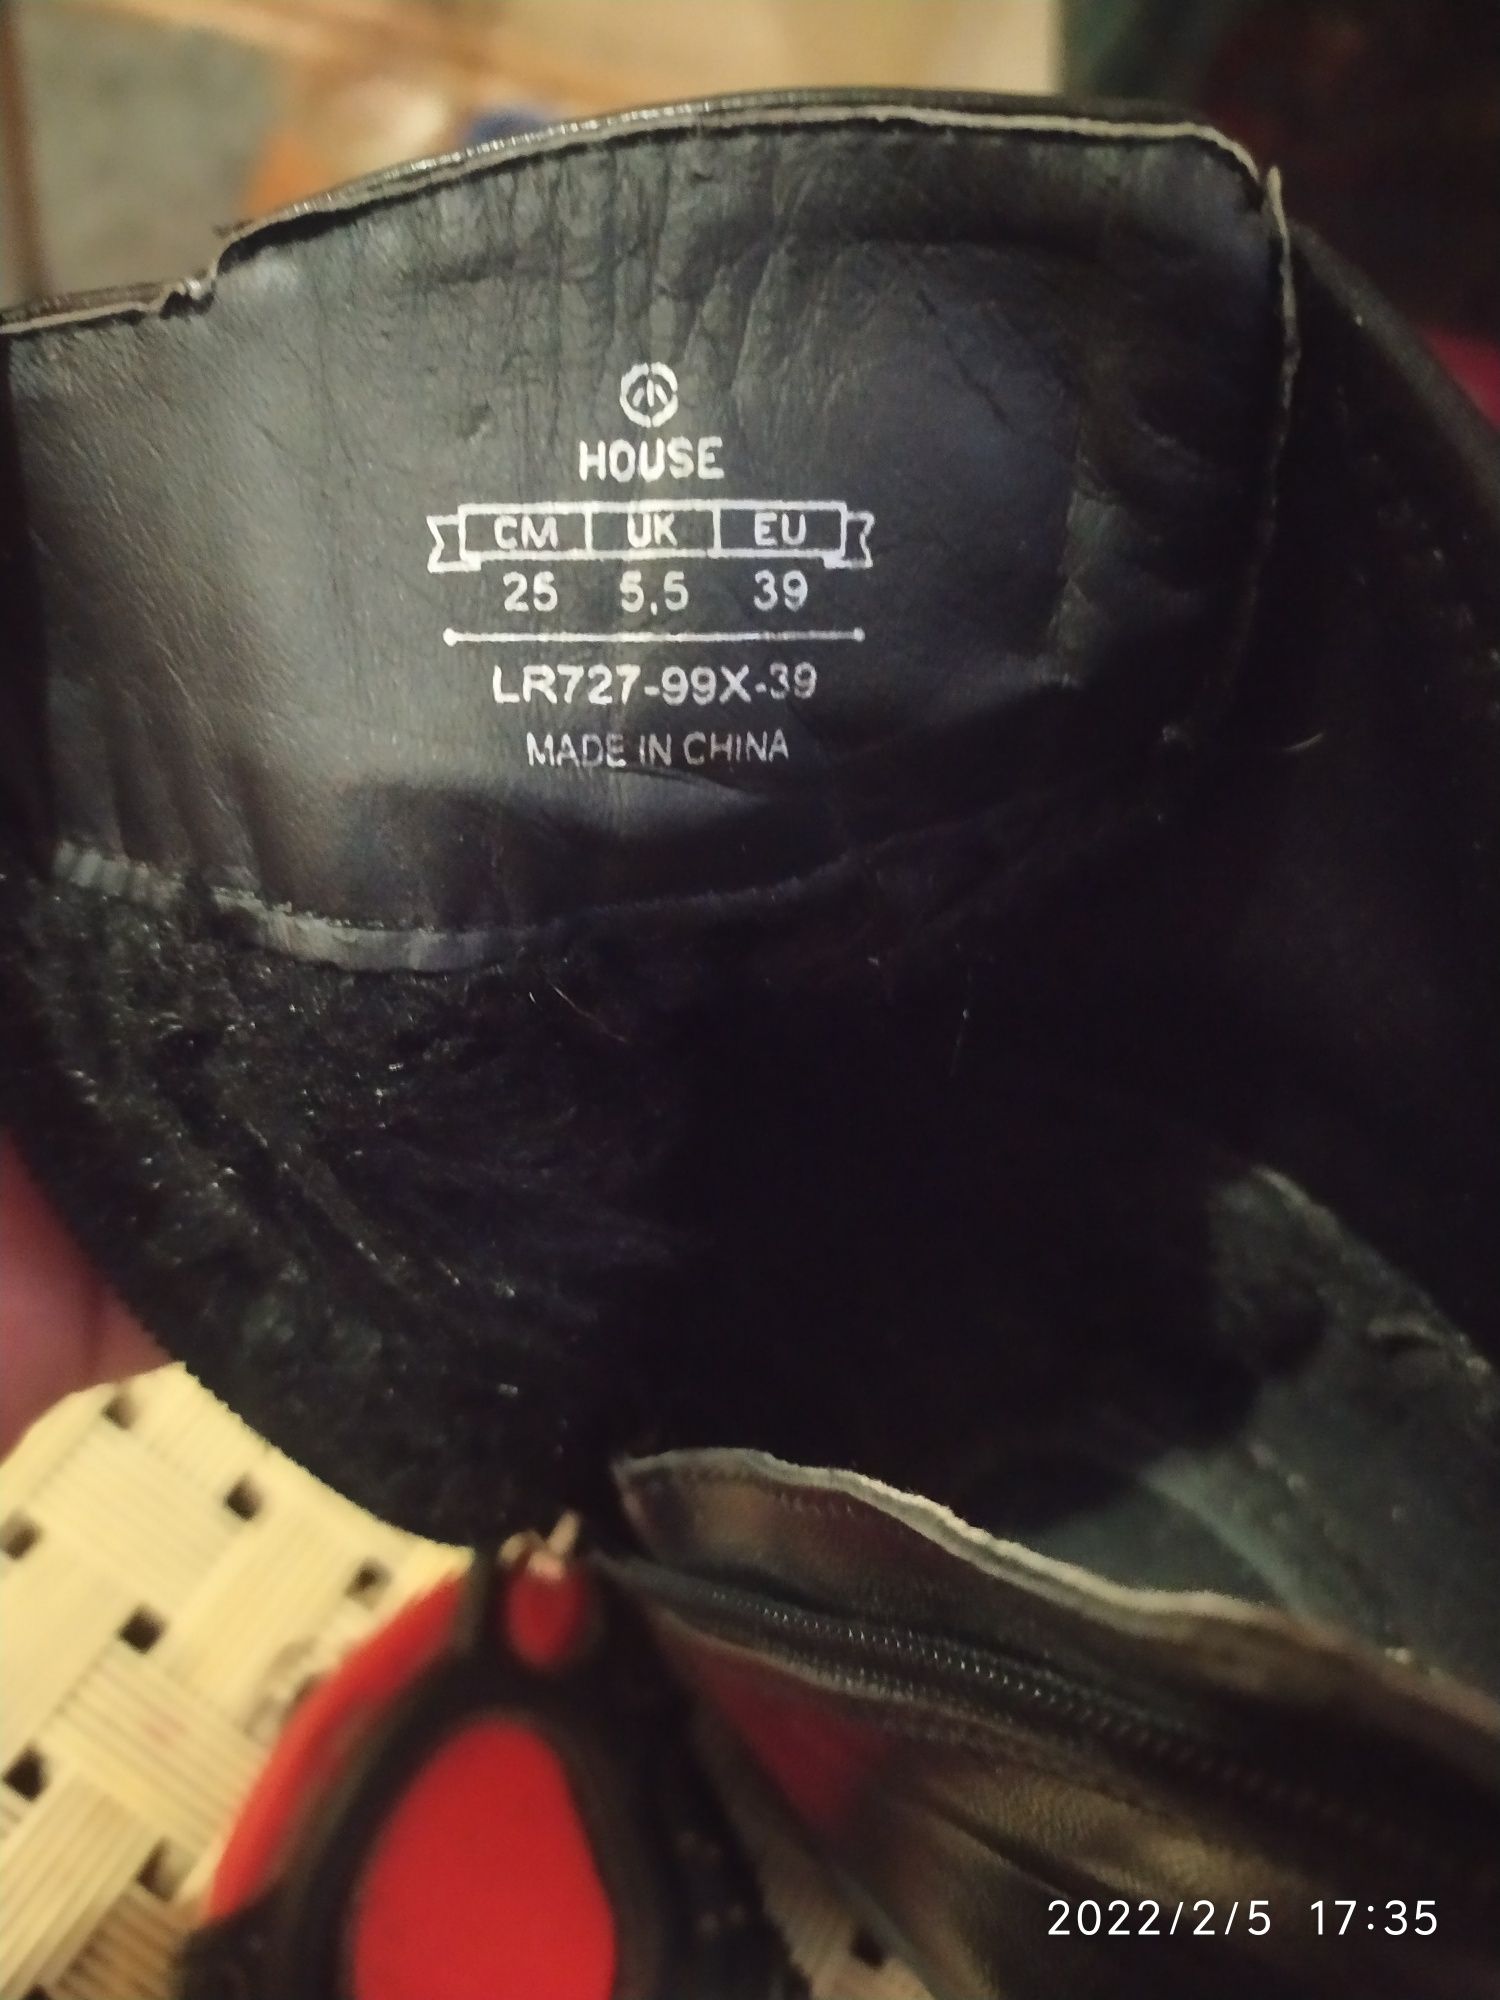 HOUSE
CM UK EU
25 5,5 39
LR727-99X-39
MADE IN CHINA
2022/2/5 17:35